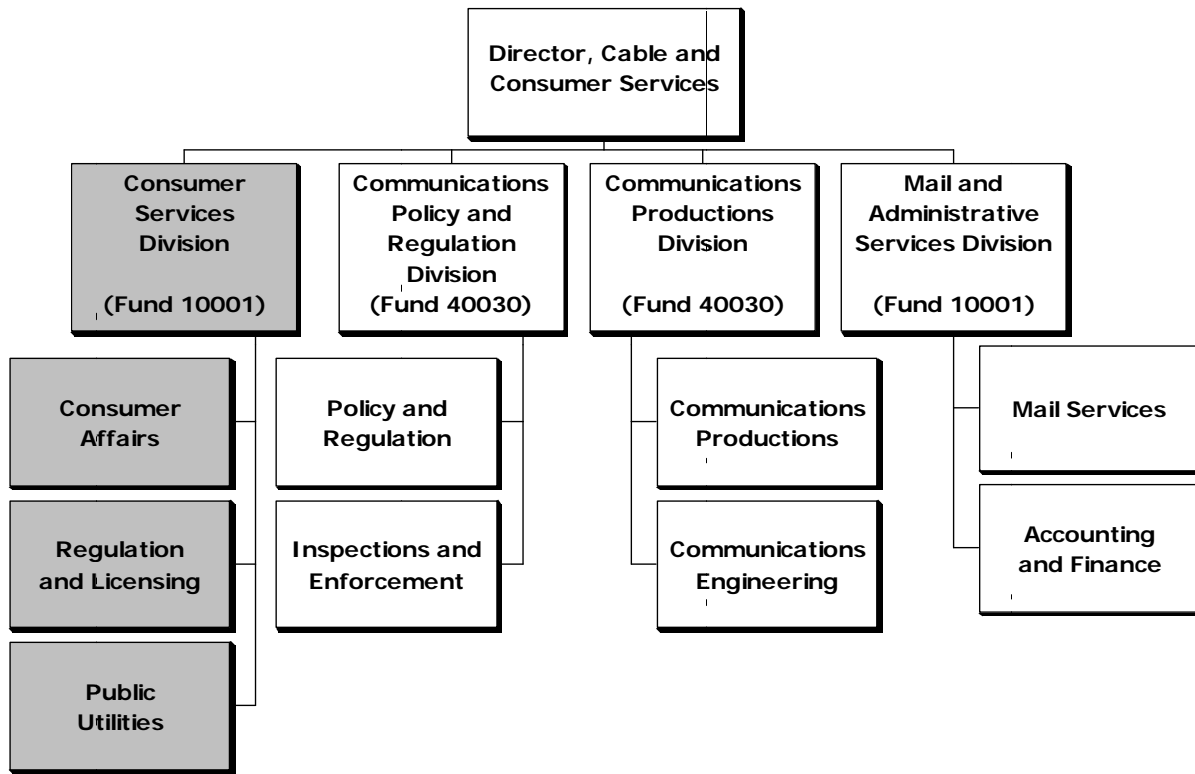 Director, Cable and
Consumer Services
Consumer
Services
Division
(Fund 10001)
Communications
Policy and
Regulation
Division
(Fund 40030)
Communications
Productions
Division
(Fund 40030)
Mail and
Administrative
Services Division
(Fund 10001)
Consumer
Affairs
Policy and
Regulation
Communications
Productions
Mail Services
Regulation
and Licensing
Inspections and
Enforcement
Communications
Engineering
Accounting
and Finance
Public
Utilities